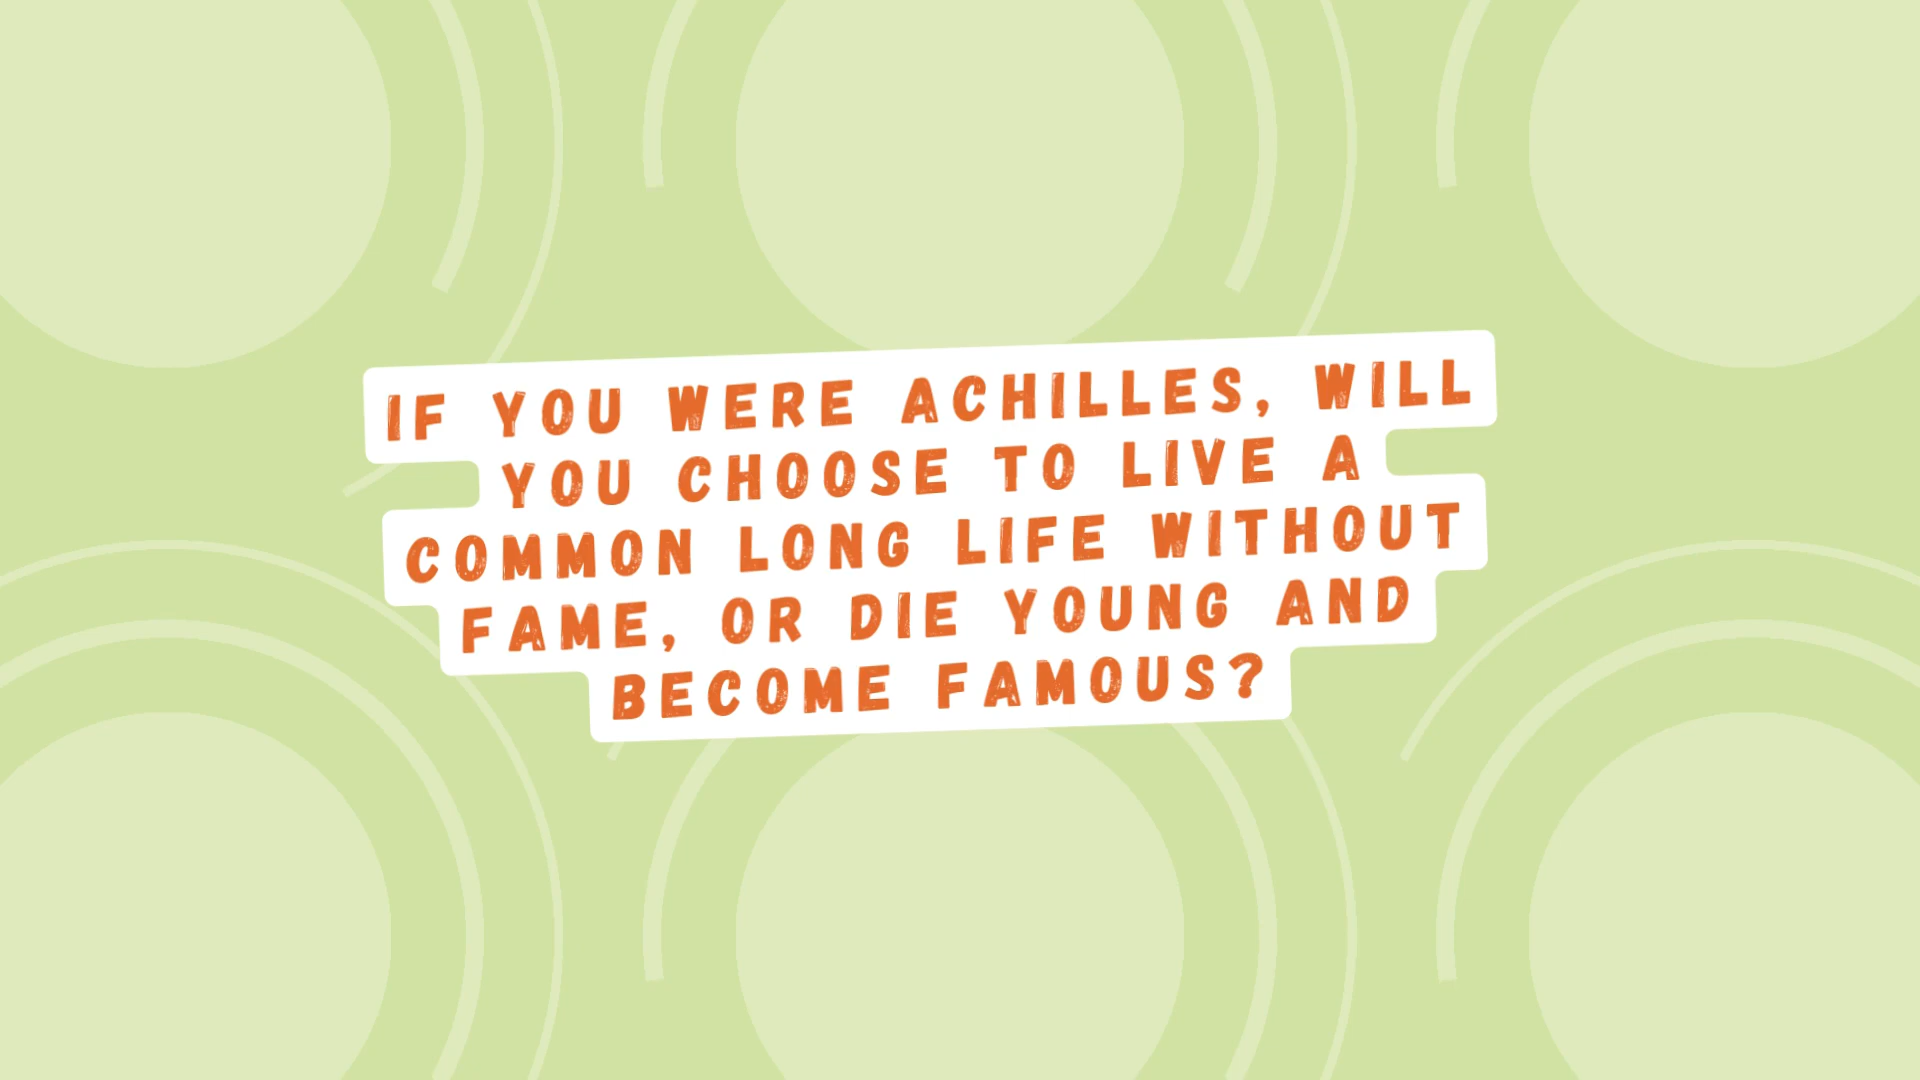 IF YOU WERE ACHILLES, WILL
YOU CHOOSE TO LIVE A
COMMON LONG LIFE WITHOUT
FAME, OR DIE YOUNG AND
BECOME FAMOUS?